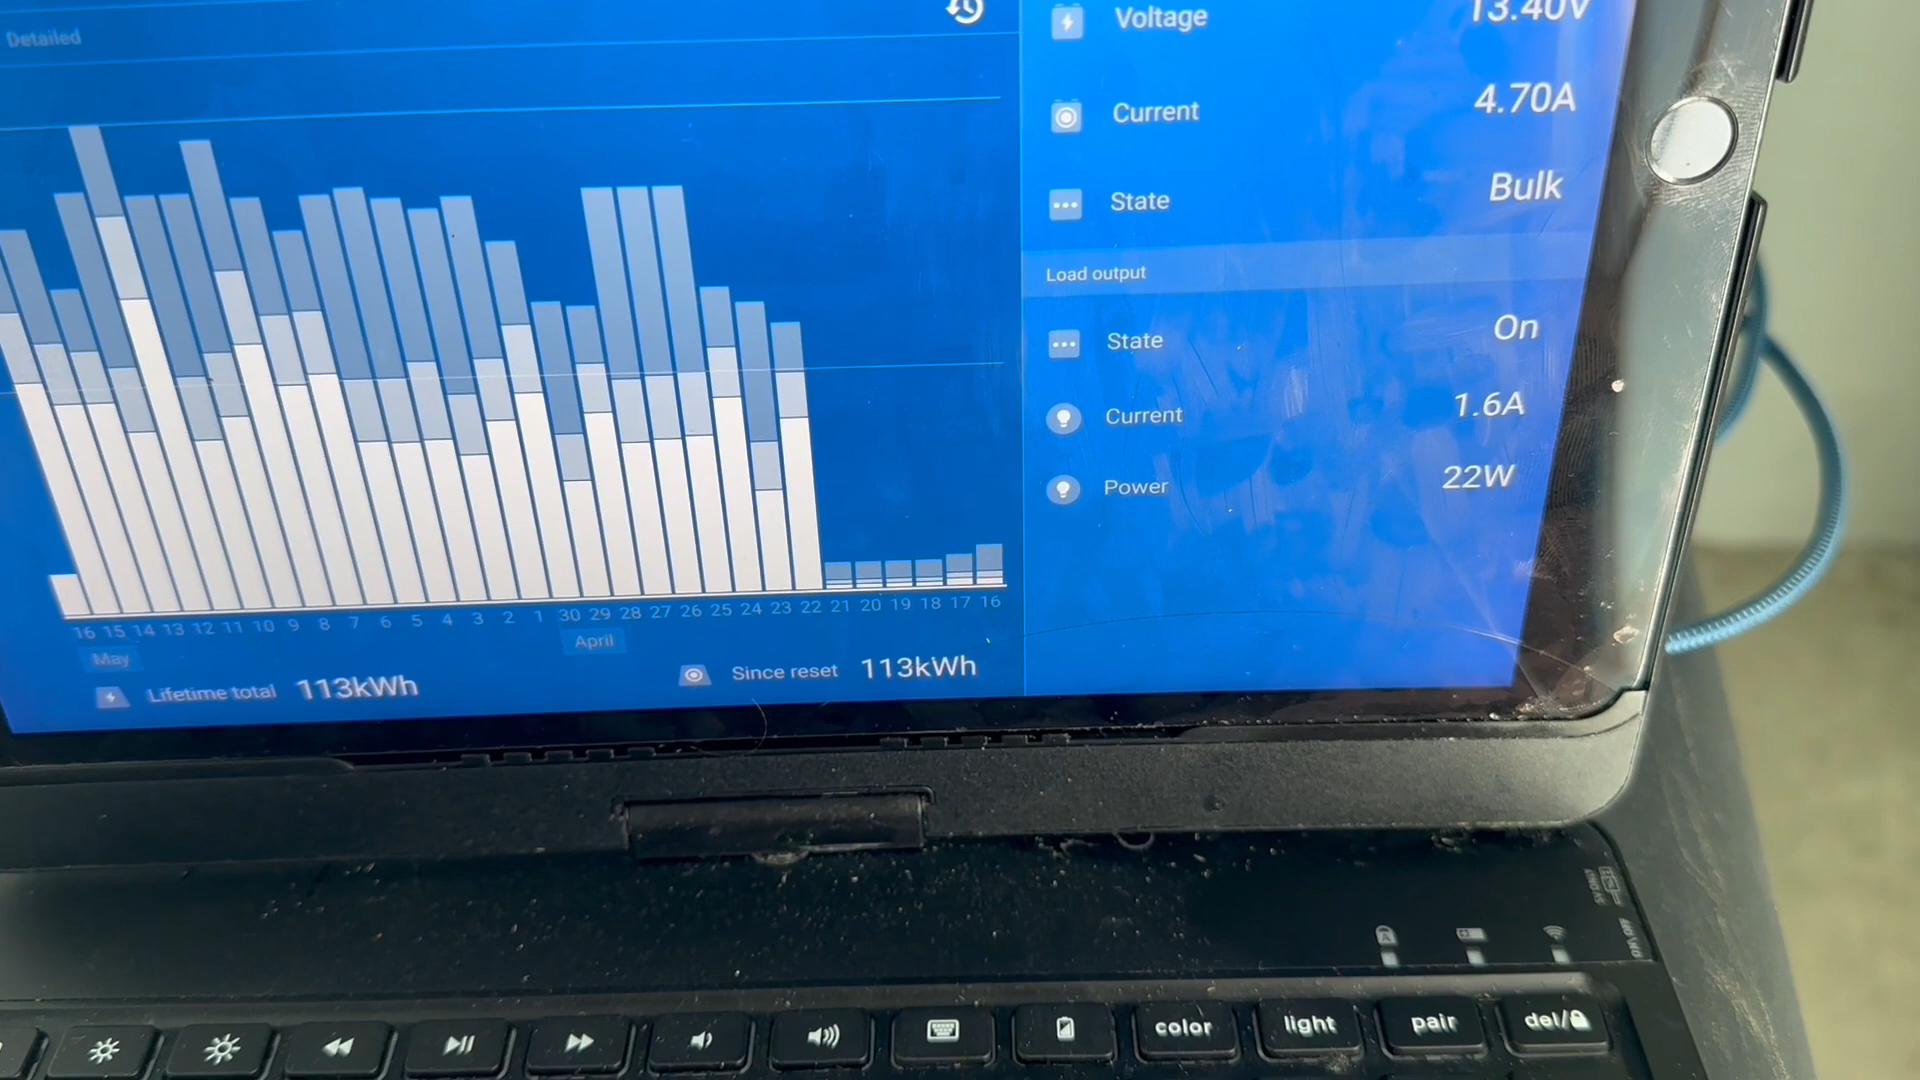 Detailed
16 15 14 13 12 11 10 9 8 7 6 5 4 3 2 1 30 29 28 27 26 25 24 23 22 21 20 19 18 17 16
May
April
Lifetime total 113kWh
Since reset 113kWh
Voltage 13.40V
Current 4.70A
State Bulk
Load output
State On
Current 1.6A
Power 22W
color
light
pair
del/